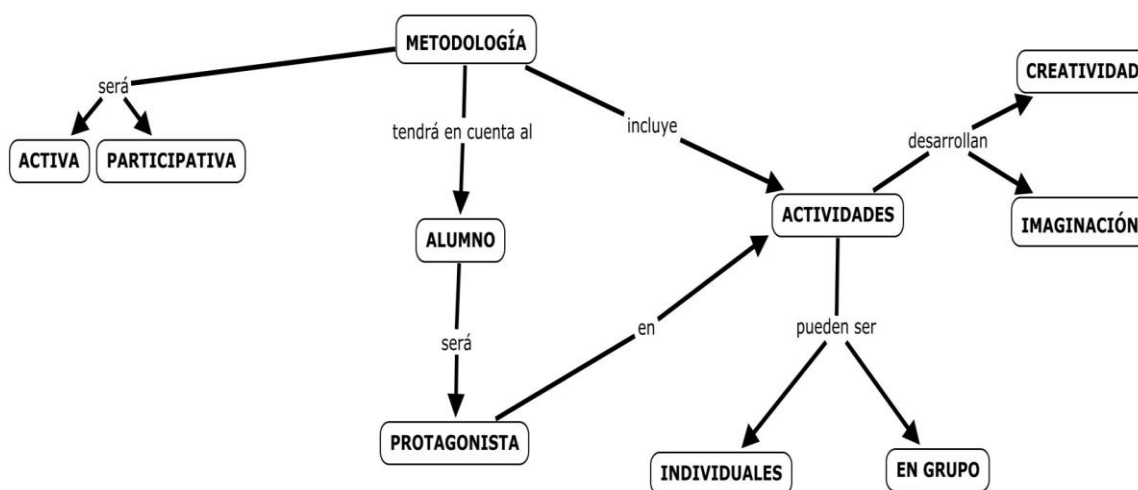 METODOLOGÍA
será
ACTIVA
PARTICIPATIVA
tendrá en cuenta al
ALUMNO
será
PROTAGONISTA
en
incluye
ACTIVIDADES
desarrollan
CREATIVIDAD
IMAGINACIÓN
pueden ser
INDIVIDUALES
EN GRUPO